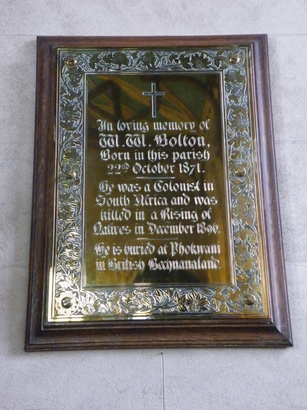 In loving memory of
W. W. Bolton,
Born in this parish
22nd October 1871.
He was a Colonist in
South Africa and was
killed in a Rising of
Natives in December 1896.
He is buried at Phokwani
in British Bechuanaland.